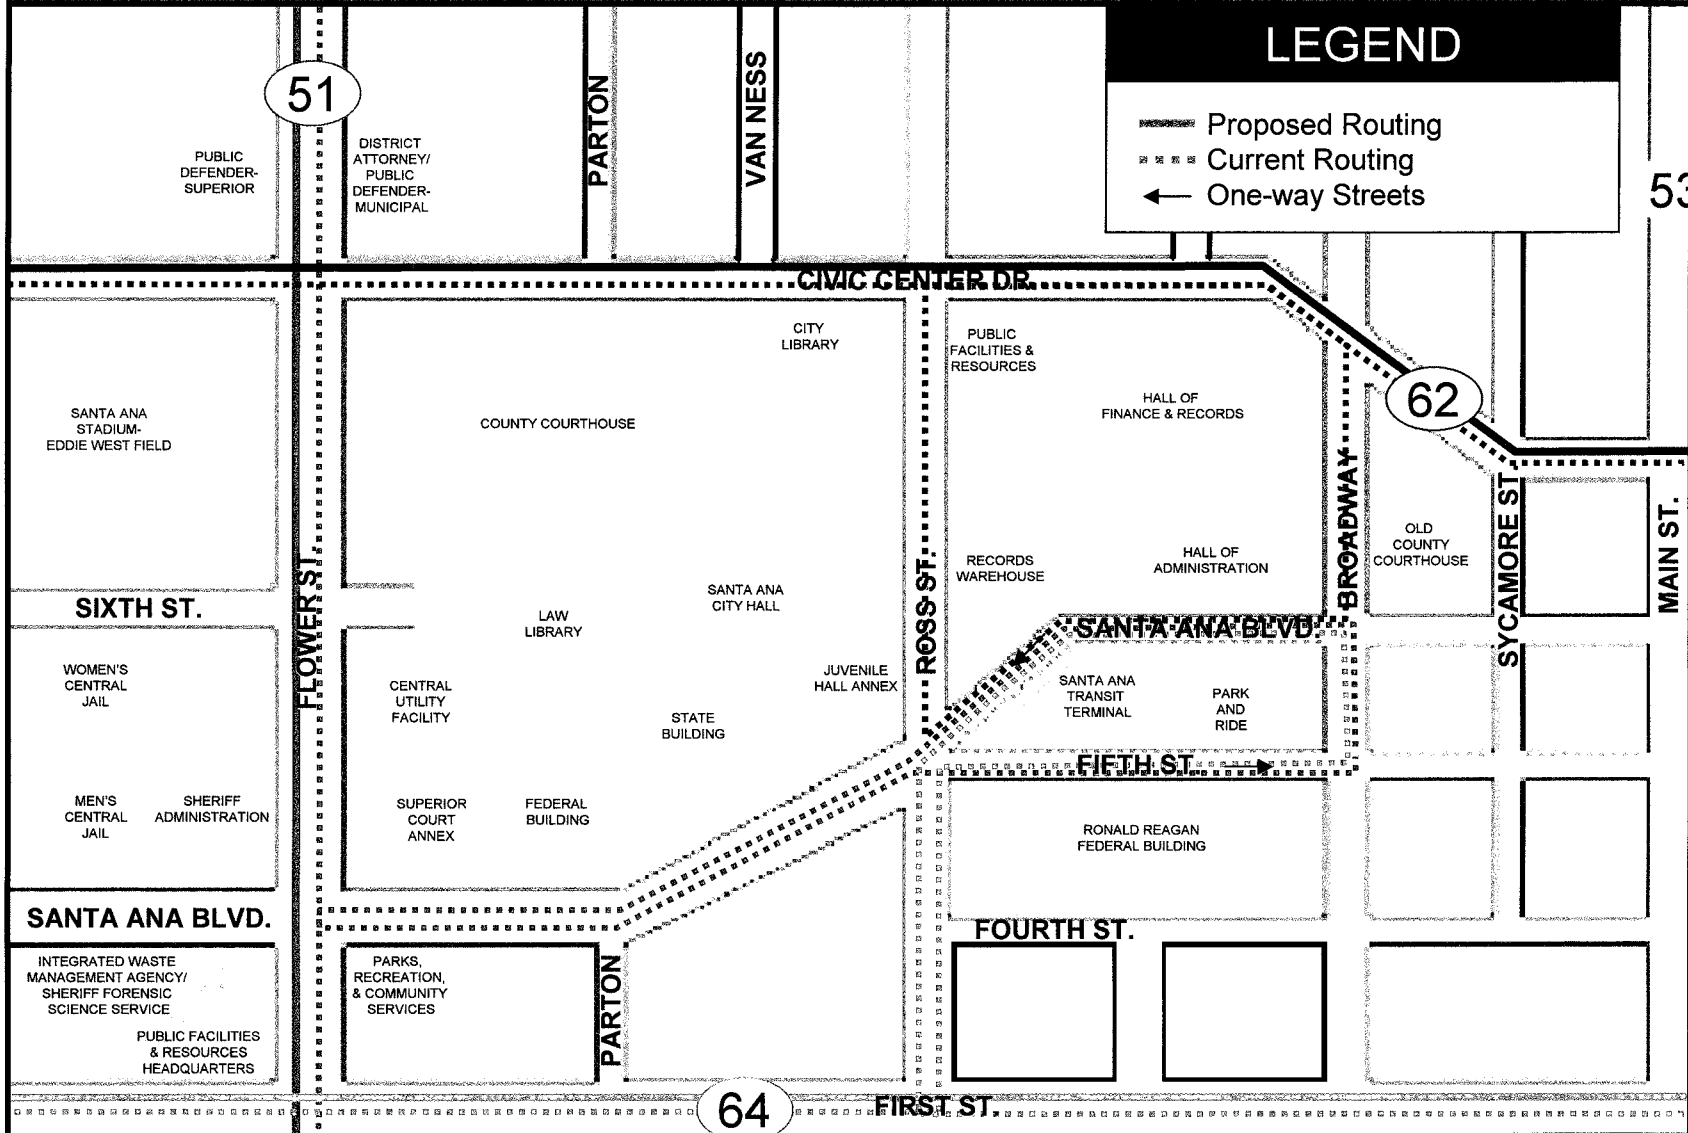 LEGEND
Proposed Routing
Current Routing
One-way Streets
51
PARTON
VAN NESS
PUBLIC
DEFENDER-
SUPERIOR
DISTRICT
ATTORNEY/
PUBLIC
DEFENDER-
MUNICIPAL
53
CIVIC CENTER DR.
CITY
LIBRARY
PUBLIC
FACILITIES &
RESOURCES
SANTA ANA
STADIUM-
EDDIE WEST FIELD
COUNTY COURTHOUSE
HALL OF
FINANCE & RECORDS
62
FLOWER ST.
ROSS ST.
BROADWAY
SYCAMORE ST
MAIN ST.
RECORDS
WAREHOUSE
HALL OF
ADMINISTRATION
OLD
COUNTY
COURTHOUSE
SIXTH ST.
LAW
LIBRARY
SANTA ANA
CITY HALL
SANTA ANA BLVD.
WOMEN'S
CENTRAL
JAIL
CENTRAL
UTILITY
FACILITY
STATE
BUILDING
JUVENILE
HALL ANNEX
SANTA ANA
TRANSIT
TERMINAL
PARK
AND
RIDE
FIFTH ST.
MEN'S
CENTRAL
JAIL
SHERIFF
ADMINISTRATION
SUPERIOR
COURT
ANNEX
FEDERAL
BUILDING
RONALD REAGAN
FEDERAL BUILDING
SANTA ANA BLVD.
FOURTH ST.
INTEGRATED WASTE
MANAGEMENT AGENCY/
SHERIFF FORENSIC
SCIENCE SERVICE
PUBLIC FACILITIES
& RESOURCES
HEADQUARTERS
PARKS,
RECREATION,
& COMMUNITY
SERVICES
PARTON
64
FIRST ST.